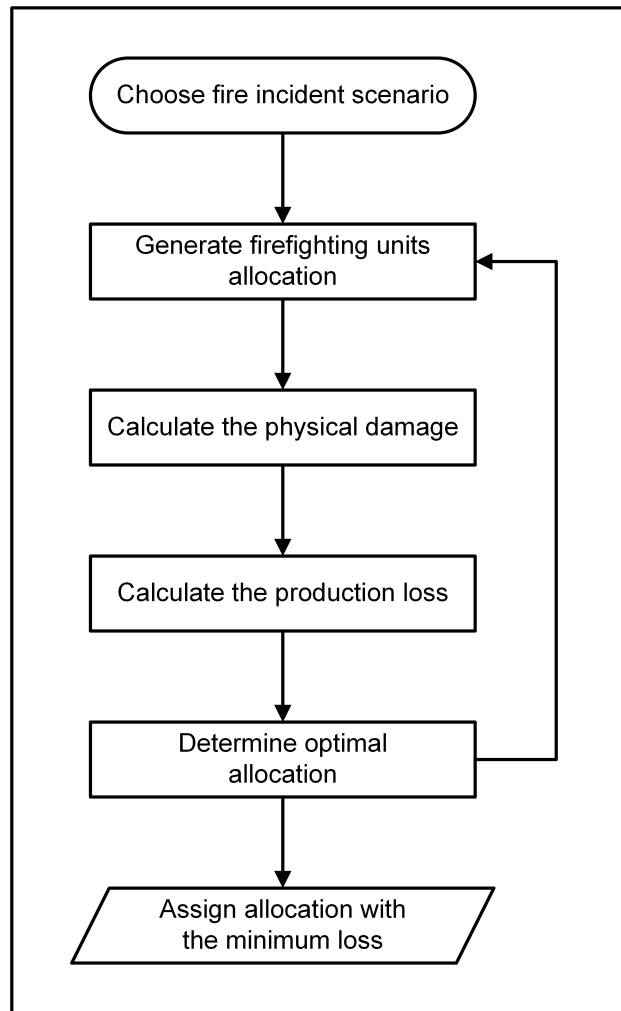 Choose fire incident scenario
Generate firefighting units
allocation
Calculate the physical damage
Calculate the production loss
Determine optimal
allocation
Assign allocation with
the minimum loss